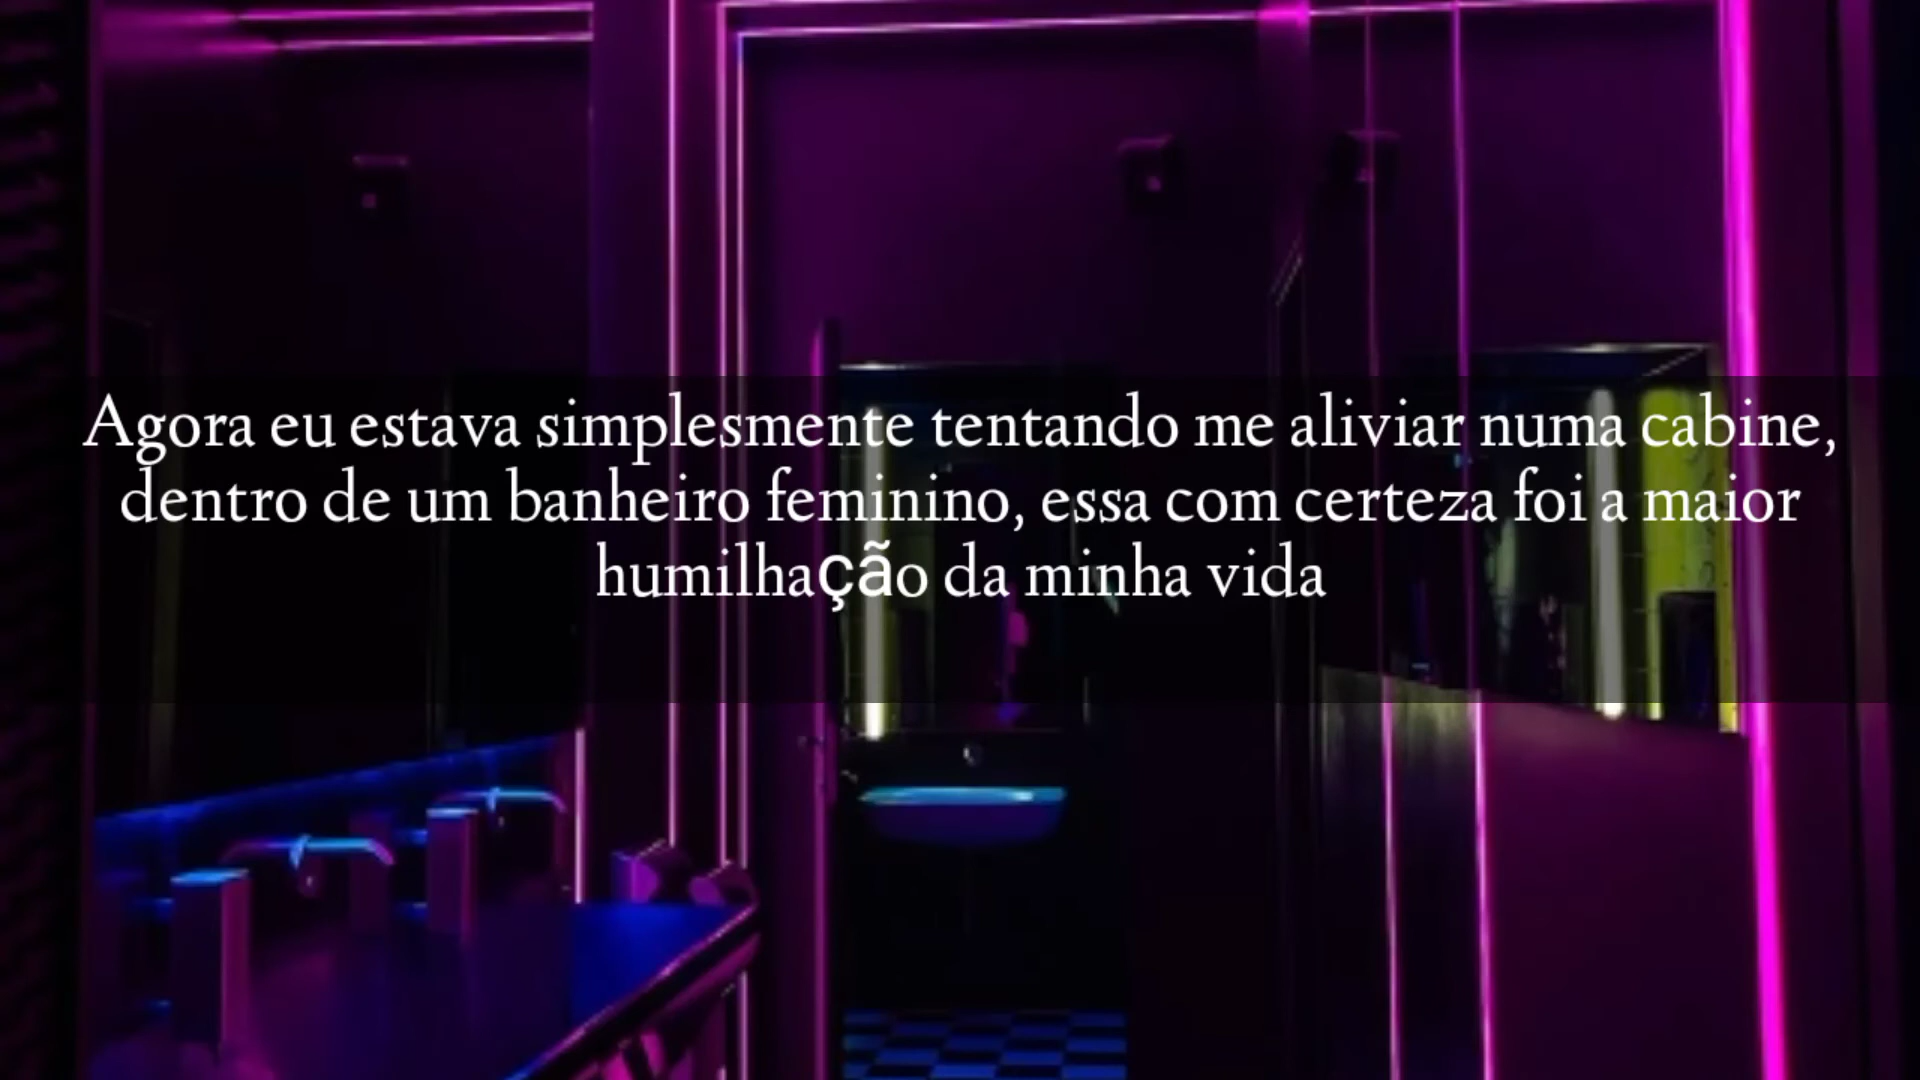 Agora eu estava simplesmente tentando me aliviar numa cabine,
dentro de um banheiro feminino, essa com certeza foi a maior
humilhação da minha vida